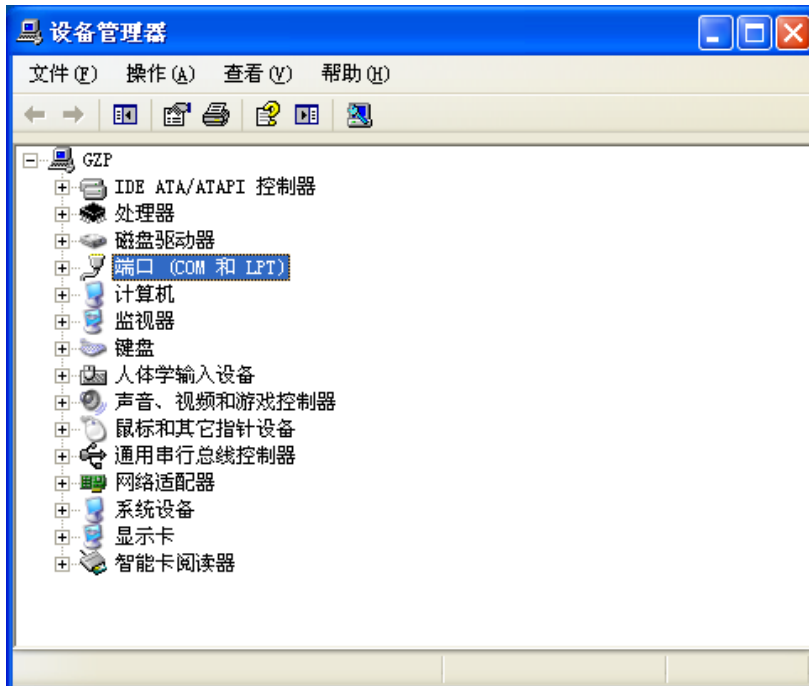 设备管理器
文件(F) 操作(A) 查看(V) 帮助(H)
GZP
IDE ATA/ATAPI 控制器
处理器
磁盘驱动器
端口 (COM 和 LPT)
计算机
监视器
键盘
人体学输入设备
声音、视频和游戏控制器
鼠标和其它指针设备
通用串行总线控制器
网络适配器
系统设备
显示卡
智能卡阅读器